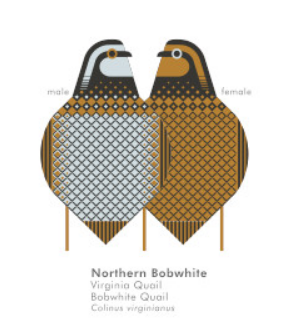 male
female
Northern Bobwhite
Virginia Quail
Bobwhite Quail
Colinus virginianus